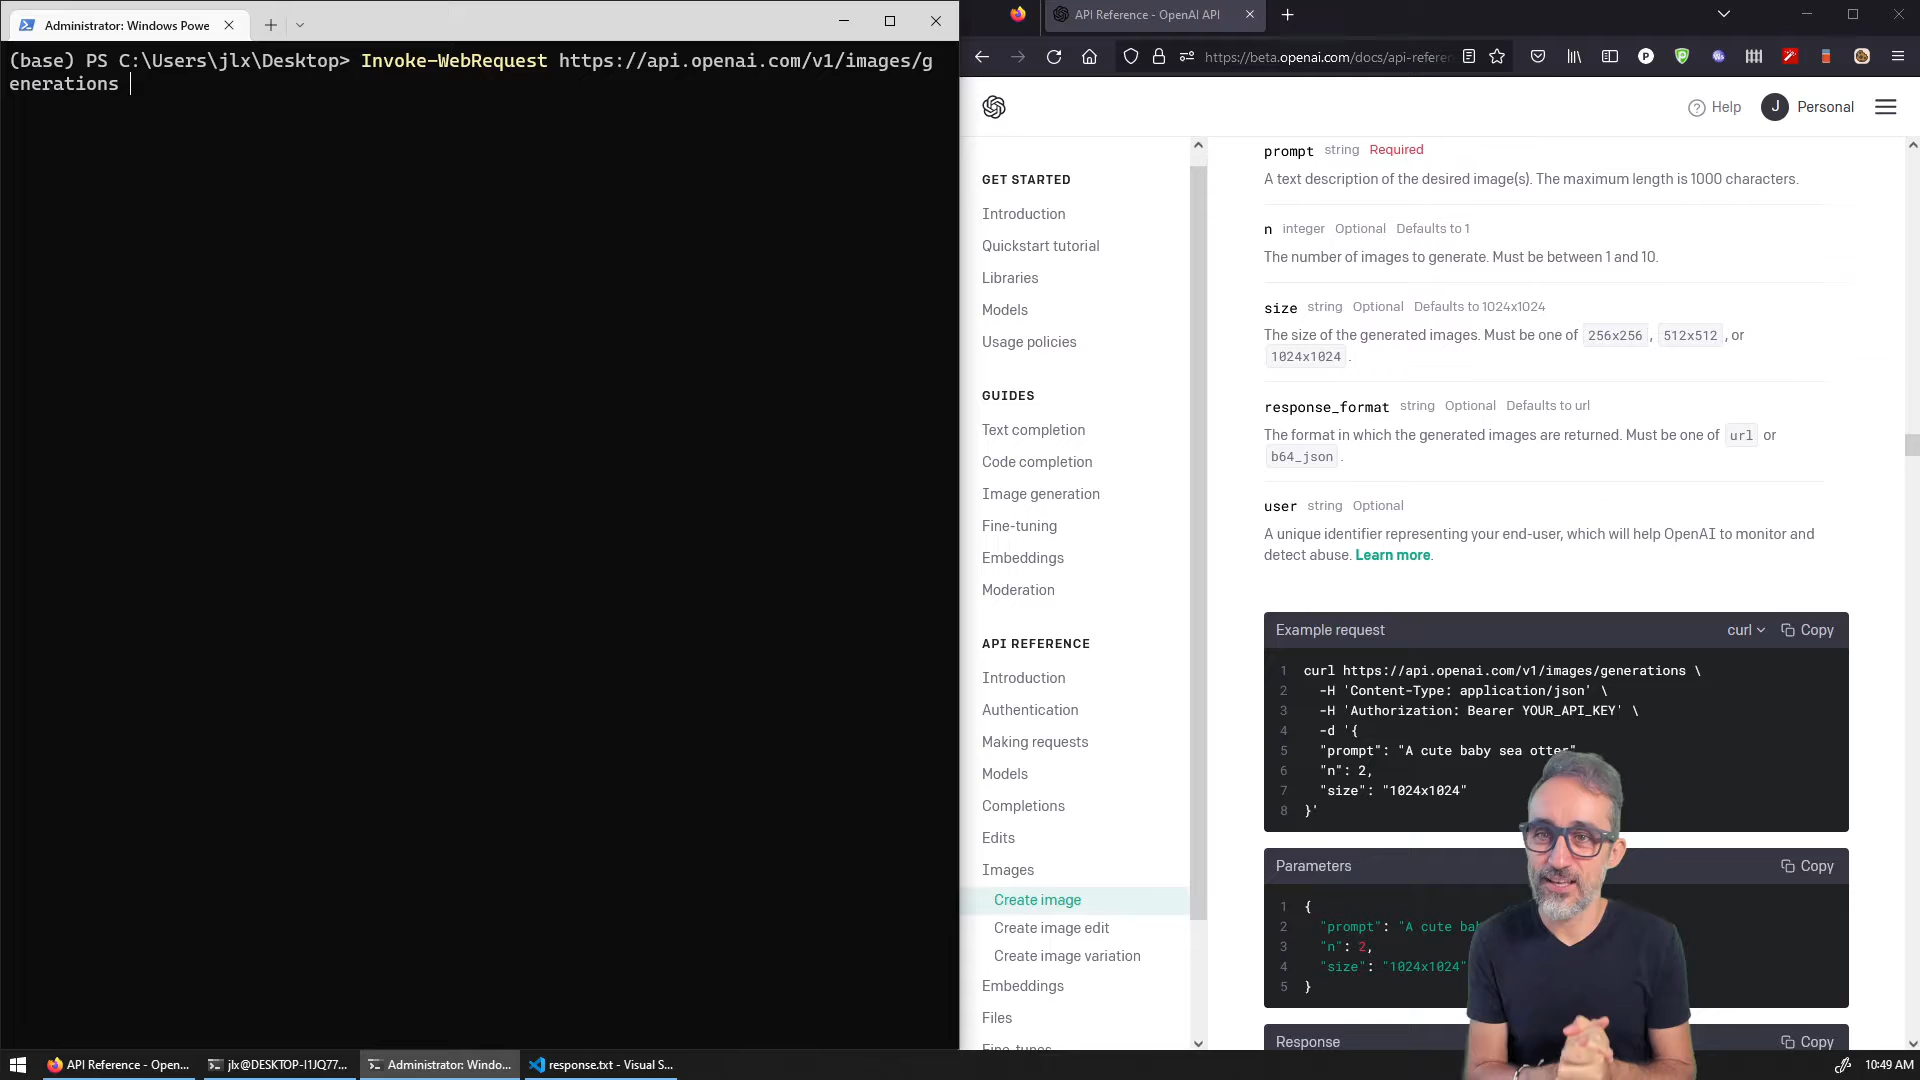 Administrator: Windows Powe
(base) PS C:\Users\jlx\Desktop> Invoke-WebRequest https://api.openai.com/v1/images/g
enerations
API Reference - OpenAI API
https://beta.openai.com/docs/api-referen
Help
J
Personal
GET STARTED
Introduction
Quickstart tutorial
Libraries
Models
Usage policies
GUIDES
Text completion
Code completion
Image generation
Fine-tuning
Embeddings
Moderation
API REFERENCE
Introduction
Authentication
Making requests
Models
Completions
Edits
Images
Create image
Create image edit
Create image variation
Embeddings
Files
Fine-tunes
prompt string Required
A text description of the desired image(s). The maximum length is 1000 characters.
n integer Optional Defaults to 1
The number of images to generate. Must be between 1 and 10.
size string Optional Defaults to 1024x1024
The size of the generated images. Must be one of 256x256, 512x512, or
1024x1024.
response_format string Optional Defaults to url
The format in which the generated images are returned. Must be one of url or
b64_json.
user string Optional
A unique identifier representing your end-user, which will help OpenAI to monitor and
detect abuse. Learn more.
Example request
curl
Copy
1 curl https://api.openai.com/v1/images/generations \
2 -H 'Content-Type: application/json' \
3 -H 'Authorization: Bearer YOUR_API_KEY' \
4 -d '{
5 "prompt": "A cute baby sea otter"
6 "n": 2,
7 "size": "1024x1024"
8 }'
Parameters
Copy
1 {
2 "prompt": "A cute ba
3 "n": 2,
4 "size": "1024x1024"
5 }
Response
Copy
API Reference - Open...
jlx@DESKTOP-I1JQ77...
Administrator: Windo...
response.txt - Visual S...
10:49 AM